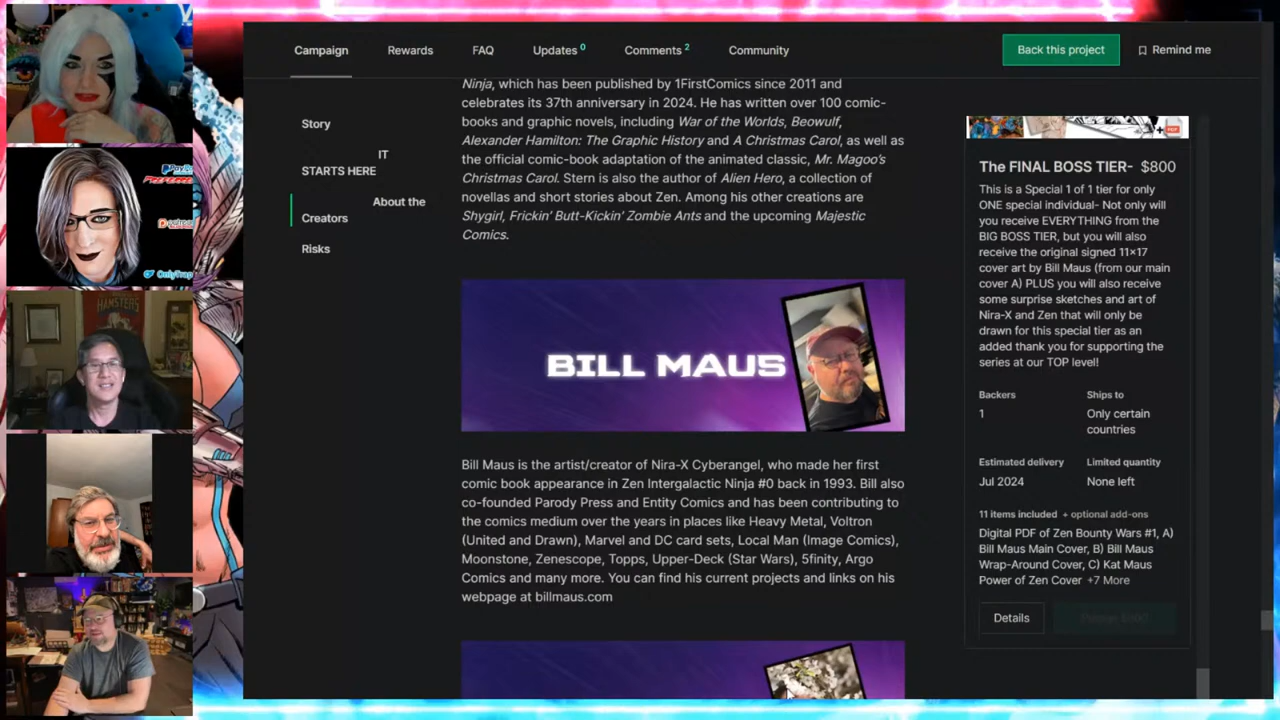 Campaign
Rewards
FAQ
Updates 0
Comments 2
Community
Back this project
Remind me
Story
IT
STARTS HERE
About the
Creators
Risks
Ninja, which has been published by 1FirstComics since 2011 and
celebrates its 37th anniversary in 2024. He has written over 100 comic-
books and graphic novels, including War of the Worlds, Beowulf,
Alexander Hamilton: The Graphic History and A Christmas Carol, as well as
the official comic-book adaptation of the animated classic, Mr. Magoo's
Christmas Carol. Stern is also the author of Alien Hero, a collection of
novellas and short stories about Zen. Among his other creations are
Shygirl, Frickin' Butt-Kickin' Zombie Ants and the upcoming Majestic
Comics.
BILL MAUS
Bill Maus is the artist/creator of Nira-X Cyberangel, who made her first
comic book appearance in Zen Intergalactic Ninja #0 back in 1993. Bill also
co-founded Parody Press and Entity Comics and has been contributing to
the comics medium over the years in places like Heavy Metal, Voltron
(United and Drawn), Marvel and DC card sets, Local Man (Image Comics),
Moonstone, Zenescope, Topps, Upper-Deck (Star Wars), 5finity, Argo
Comics and many more. You can find his current projects and links on his
webpage at billmaus.com
The FINAL BOSS TIER- $800
This is a Special 1 of 1 tier for only
ONE special individual- Not only will
you receive EVERYTHING from the
BIG BOSS TIER, but you will also
receive the original signed 11x17
cover art by Bill Maus (from our main
cover A) PLUS you will also receive
some surprise sketches and art of
Nira-X and Zen that will only be
drawn for this special tier as an
added thank you for supporting the
series at our TOP level!
Backers
1
Ships to
Only certain
countries
Estimated delivery
Jul 2024
Limited quantity
None left
11 items included + optional add-ons
Digital PDF of Zen Bounty Wars #1, A)
Bill Maus Main Cover, B) Bill Maus
Wrap-Around Cover, C) Kat Maus
Power of Zen Cover +7 More
Details
HAMSTERS